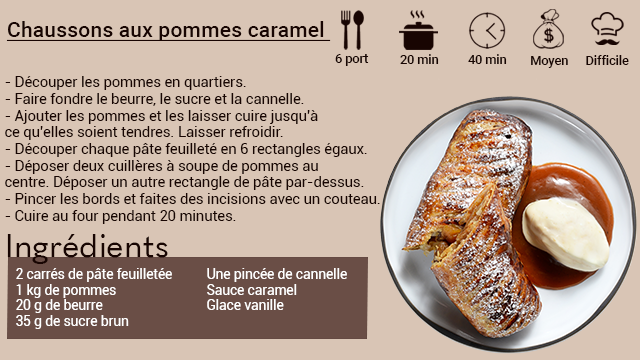 Chaussons aux pommes caramel
6 port
20 min
40 min
Moyen
Difficile
- Découper les pommes en quartiers.
- Faire fondre le beurre, le sucre et la cannelle.
- Ajouter les pommes et les laisser cuire jusqu'à
ce qu'elles soient tendres. Laisser refroidir.
- Découper chaque pâte feuilleté en 6 rectangles égaux.
- Déposer deux cuillères à soupe de pommes au
centre. Déposer un autre rectangle de pâte par-dessus.
- Pincer les bords et faites des incisions avec un couteau.
- Cuire au four pendant 20 minutes.
Ingrédients
2 carrés de pâte feuilletée
1 kg de pommes
20 g de beurre
35 g de sucre brun
Une pincée de cannelle
Sauce caramel
Glace vanille